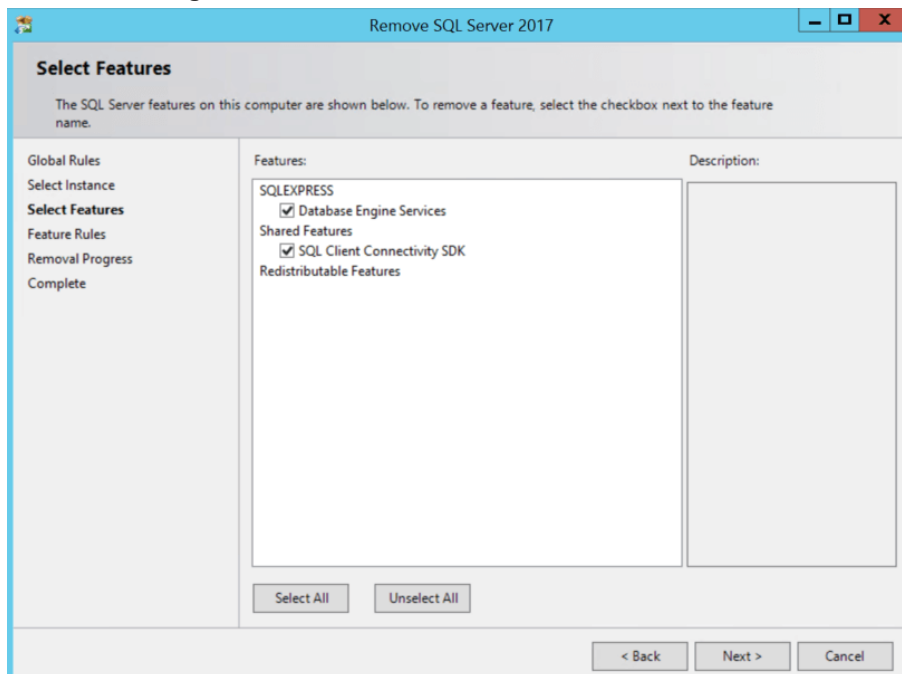 Remove SQL Server 2017
Select Features
The SQL Server features on this computer are shown below. To remove a feature, select the checkbox next to the feature
name.
Global Rules
Select Instance
Select Features
Feature Rules
Removal Progress
Complete
Features:
SQLEXPRESS
Database Engine Services
Shared Features
SQL Client Connectivity SDK
Redistributable Features
Description:
Select All
Unselect All
< Back
Next >
Cancel